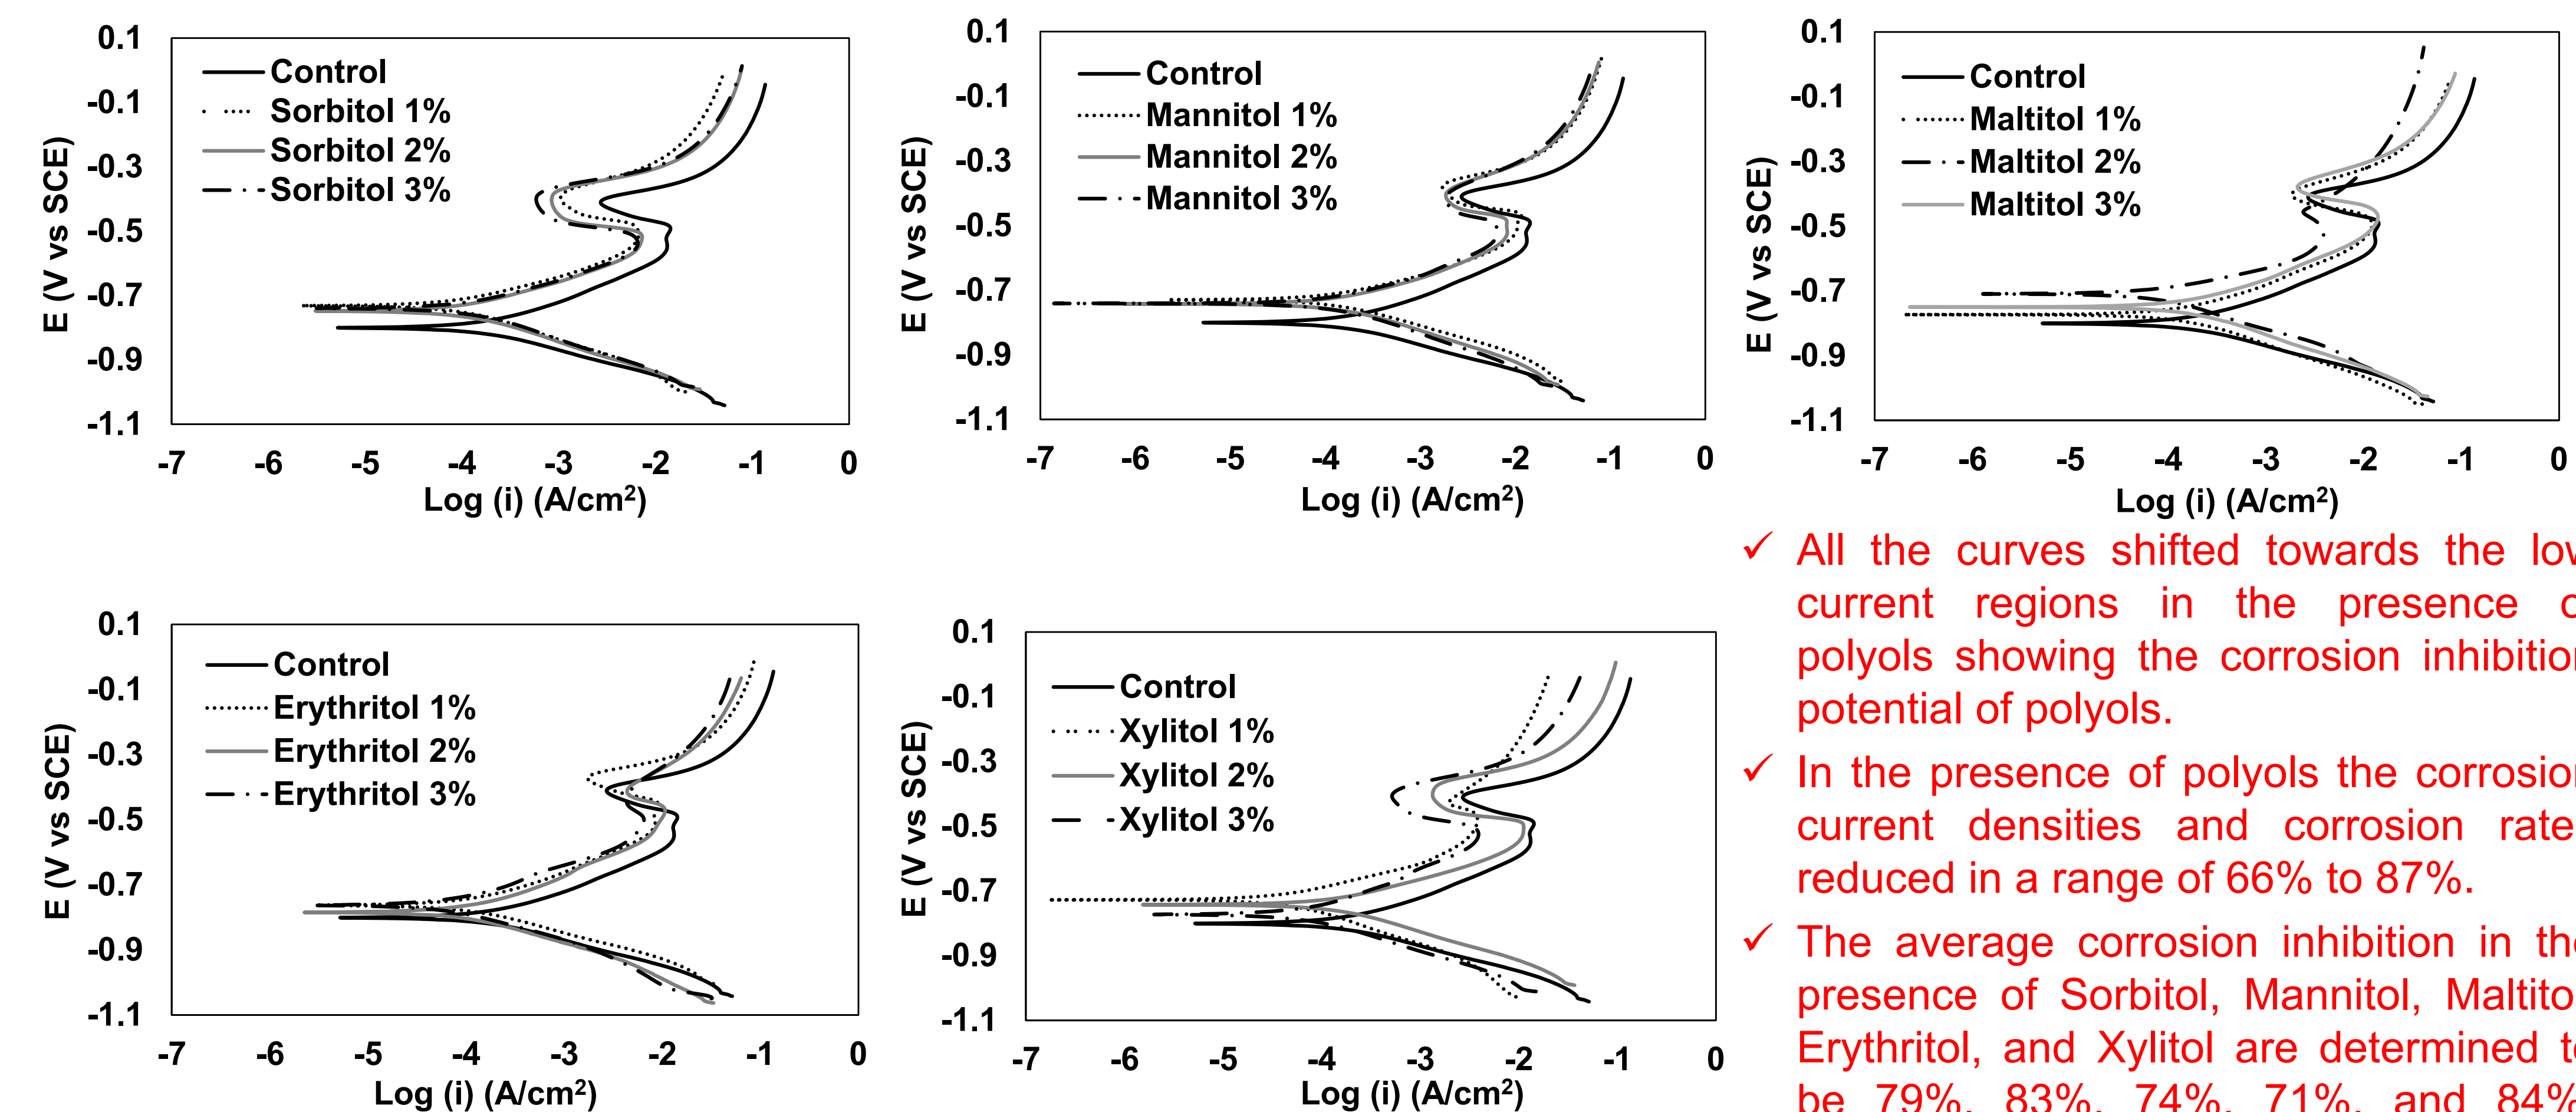 0.1
-0.1
-0.3
-0.5
-0.7
-0.9
-1.1
E (V vs SCE)
Control
Sorbitol 1%
Sorbitol 2%
Sorbitol 3%
-7 -6 -5 -4 -3 -2 -1 0
Log (i) (A/cm²)
0.1
-0.1
-0.3
-0.5
-0.7
-0.9
-1.1
E (V vs SCE)
Control
Mannitol 1%
Mannitol 2%
Mannitol 3%
-7 -6 -5 -4 -3 -2 -1 0
Log (i) (A/cm²)
0.1
-0.1
-0.3
-0.5
-0.7
-0.9
-1.1
E (V vs SCE)
Control
Maltitol 1%
Maltitol 2%
Maltitol 3%
-7 -6 -5 -4 -3 -2 -1 0
Log (i) (A/cm²)
0.1
-0.1
-0.3
-0.5
-0.7
-0.9
-1.1
E (V vs SCE)
Control
Erythritol 1%
Erythritol 2%
Erythritol 3%
-7 -6 -5 -4 -3 -2 -1 0
Log (i) (A/cm²)
0.1
-0.1
-0.3
-0.5
-0.7
-0.9
-1.1
E (V vs SCE)
Control
Xylitol 1%
Xylitol 2%
Xylitol 3%
-7 -6 -5 -4 -3 -2 -1 0
Log (i) (A/cm²)
✓ All the curves shifted towards the
current regions in the presence
polyols showing the corrosion inhibition
potential of polyols.
✓ In the presence of polyols the corrosion
current densities and corrosion rate
reduced in a range of 66% to 87%.
✓ The average corrosion inhibition in the
presence of Sorbitol, Mannitol, Maltitol
Erythritol, and Xylitol are determined
be 79%, 83%, 74%, 71%, and 84%